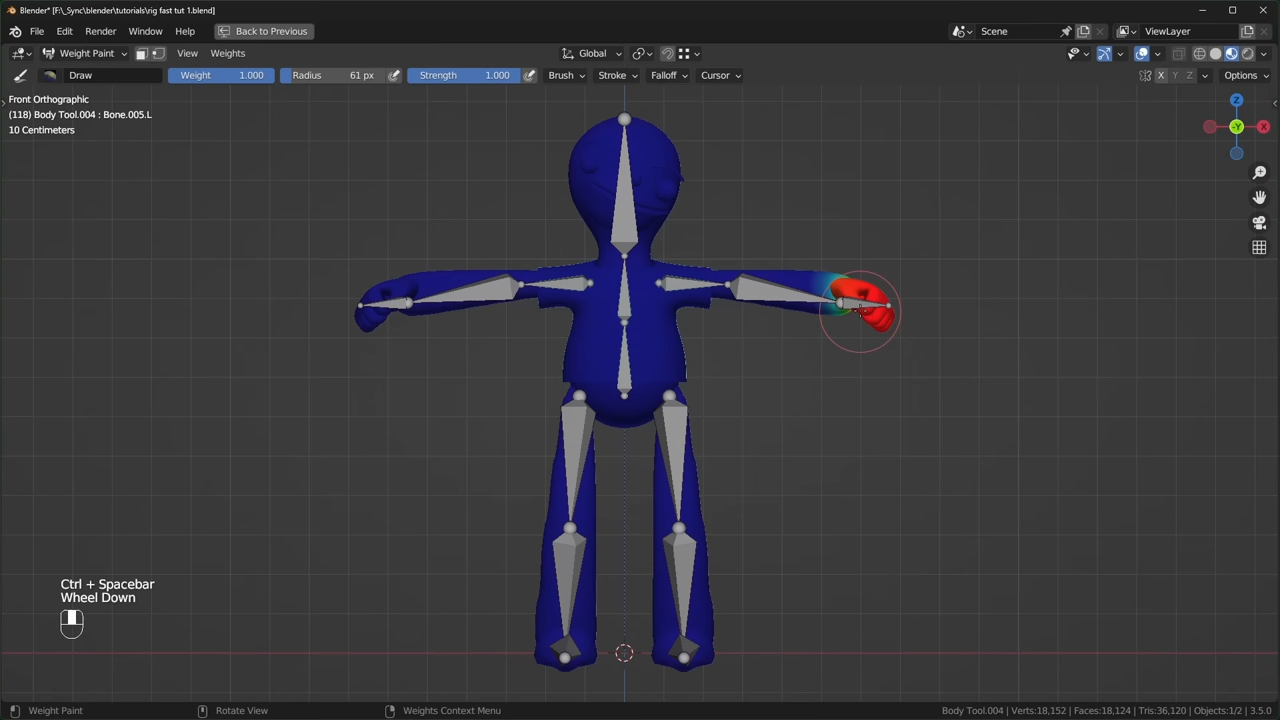 Blender* [F:\_Sync\blender\tutorials\rig fast tut 1.blend]
File Edit Render Window Help Back to Previous Scene ViewLayer
Weight Paint View Weights Global
Draw Weight 1.000 Radius 61 px Strength 1.000 Brush Stroke Falloff Cursor X Y Z Options
Front Orthographic
(118) Body Tool.004 : Bone.005.L
10 Centimeters
Z
-Y
X
Ctrl + Spacebar
Wheel Down
Weight Paint Rotate View Weights Context Menu Body Tool.004 | Verts:18,152 | Faces:18,124 | Tris:36,120 | Objects:1/2 | 3.5.0